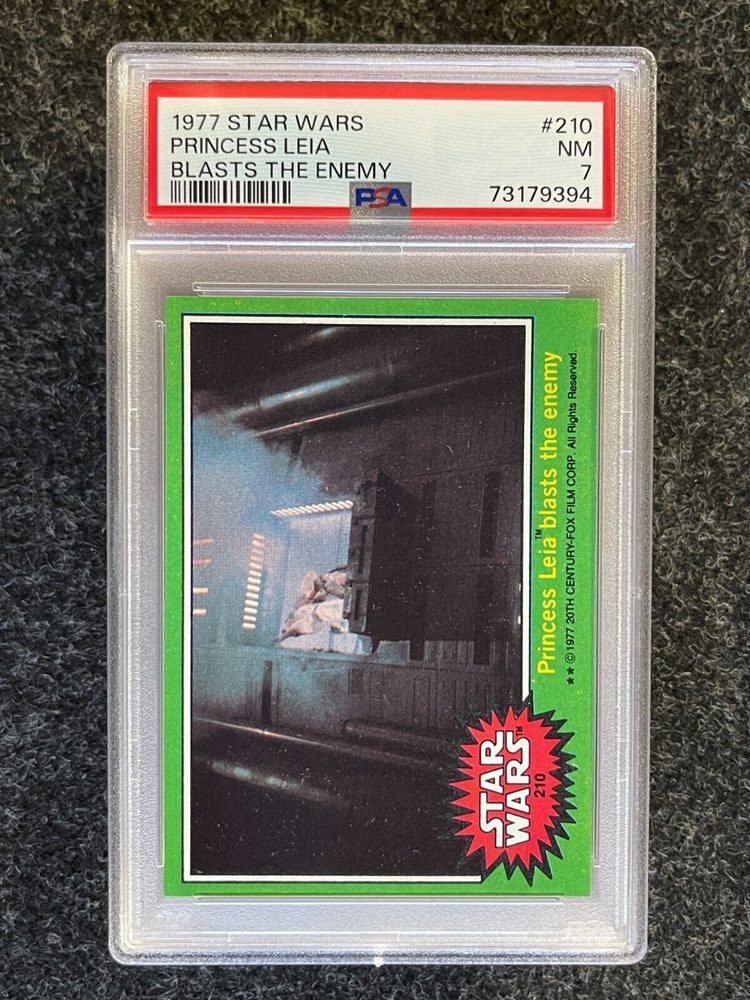 1977 STAR WARS #210
PRINCESS LEIA NM
BLASTS THE ENEMY 7
PSA 73179394
Princess Leia™ blasts the enemy
★★ ©1977 20TH CENTURY-FOX FILM CORP. All Rights Reserved.
STAR
WARS™
210